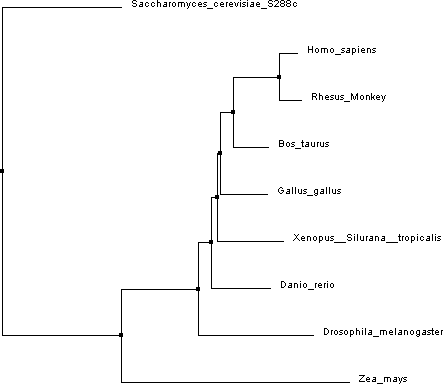 Saccharomyces_cerevisiae_S288c
Homo_sapiens
Rhesus_Monkey
Bos_taurus
Gallus_gallus
Xenopus__Silurana__tropicalis
Danio_rerio
Drosophila_melanogaster
Zea_mays